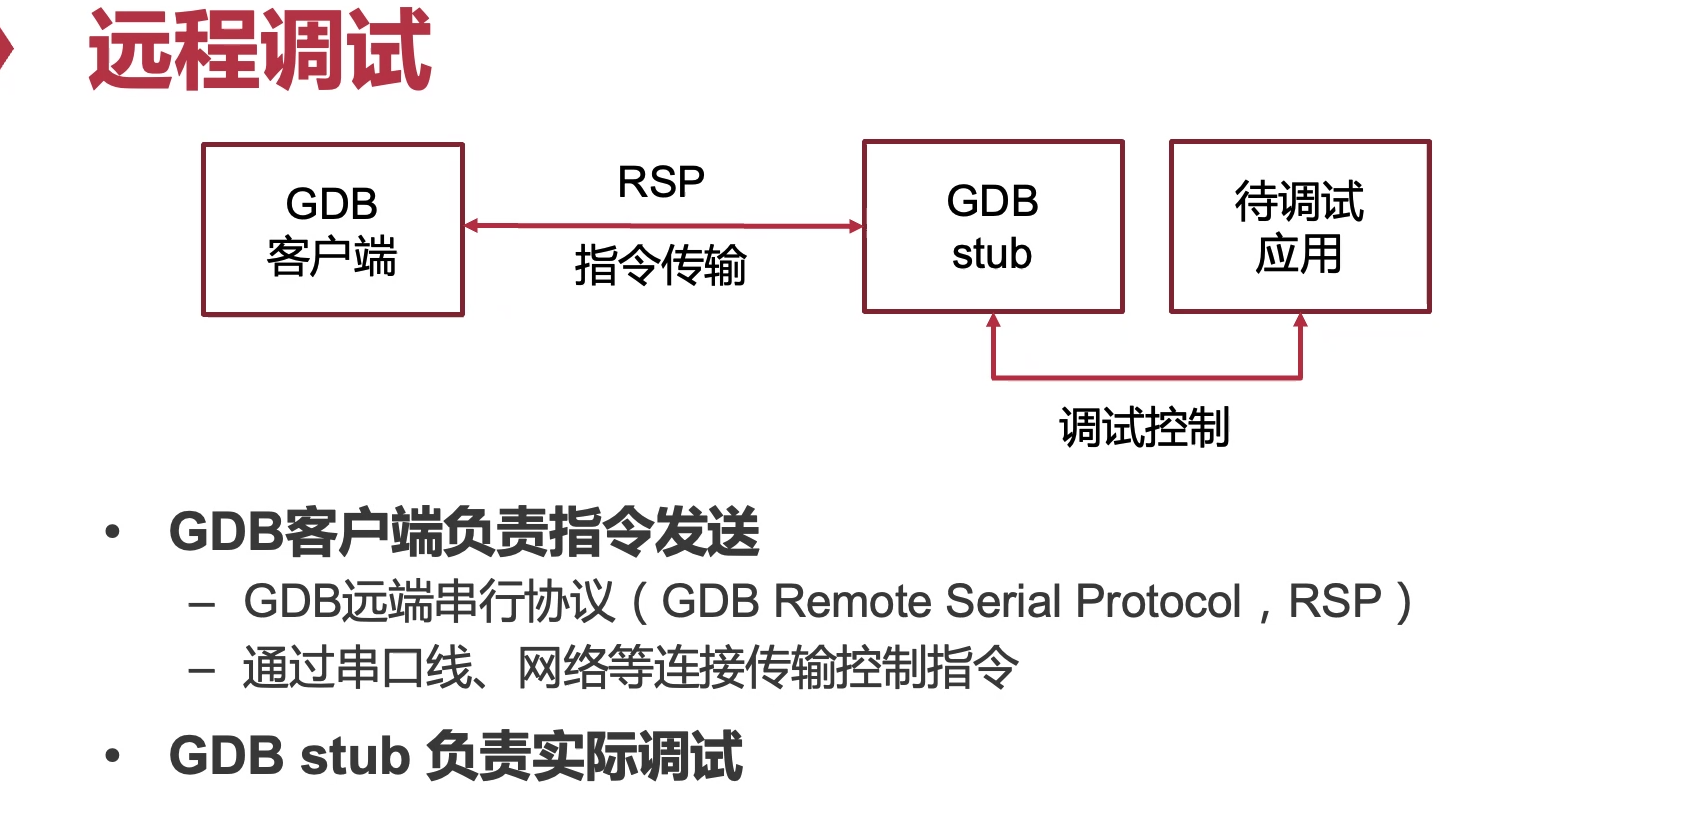 远程调试
GDB
客户端
RSP
指令传输
GDB
stub
待调试
应用
调试控制
• GDB客户端负责指令发送
– GDB远端串行协议（GDB Remote Serial Protocol，RSP）
– 通过串口线、网络等连接传输控制指令
• GDB stub 负责实际调试